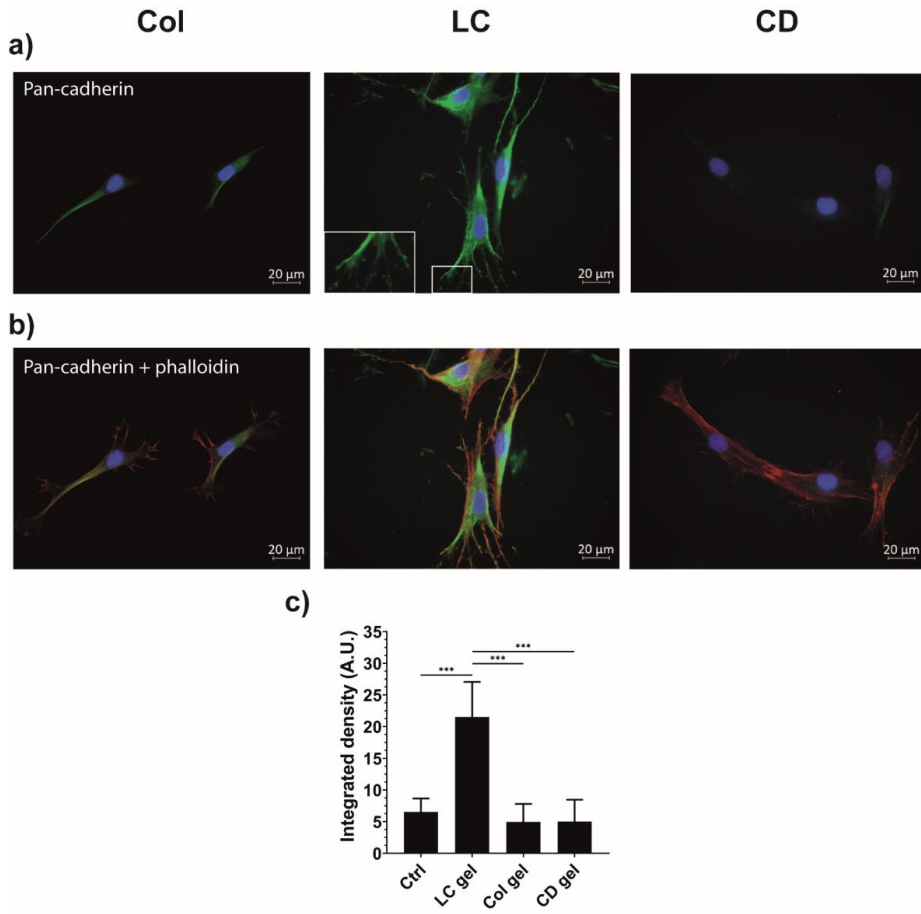 Col LC CD
a)
Pan-cadherin
20 μm 20 μm 20 μm
b)
Pan-cadherin + phalloidin
20 μm 20 μm 20 μm
c)
Integrated density (A.U.)
35
30
25
20
15
10
5
0
***
***
***
Ctrl LC gel Col gel CD gel